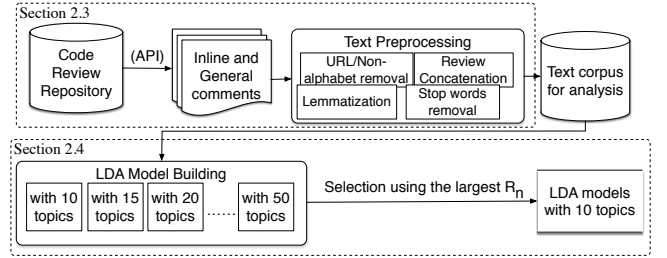 Section 2.3
Code
Review
Repository
(API)
Inline and
General
comments
Text Preprocessing
URL/Non-
alphabet removal
Review
Concatenation
Lemmatization
Stop words
removal
Text corpus
for analysis
Section 2.4
LDA Model Building
with 10
topics
with 15
topics
with 20
topics
......
with 50
topics
Selection using the largest Rn
LDA models
with 10 topics